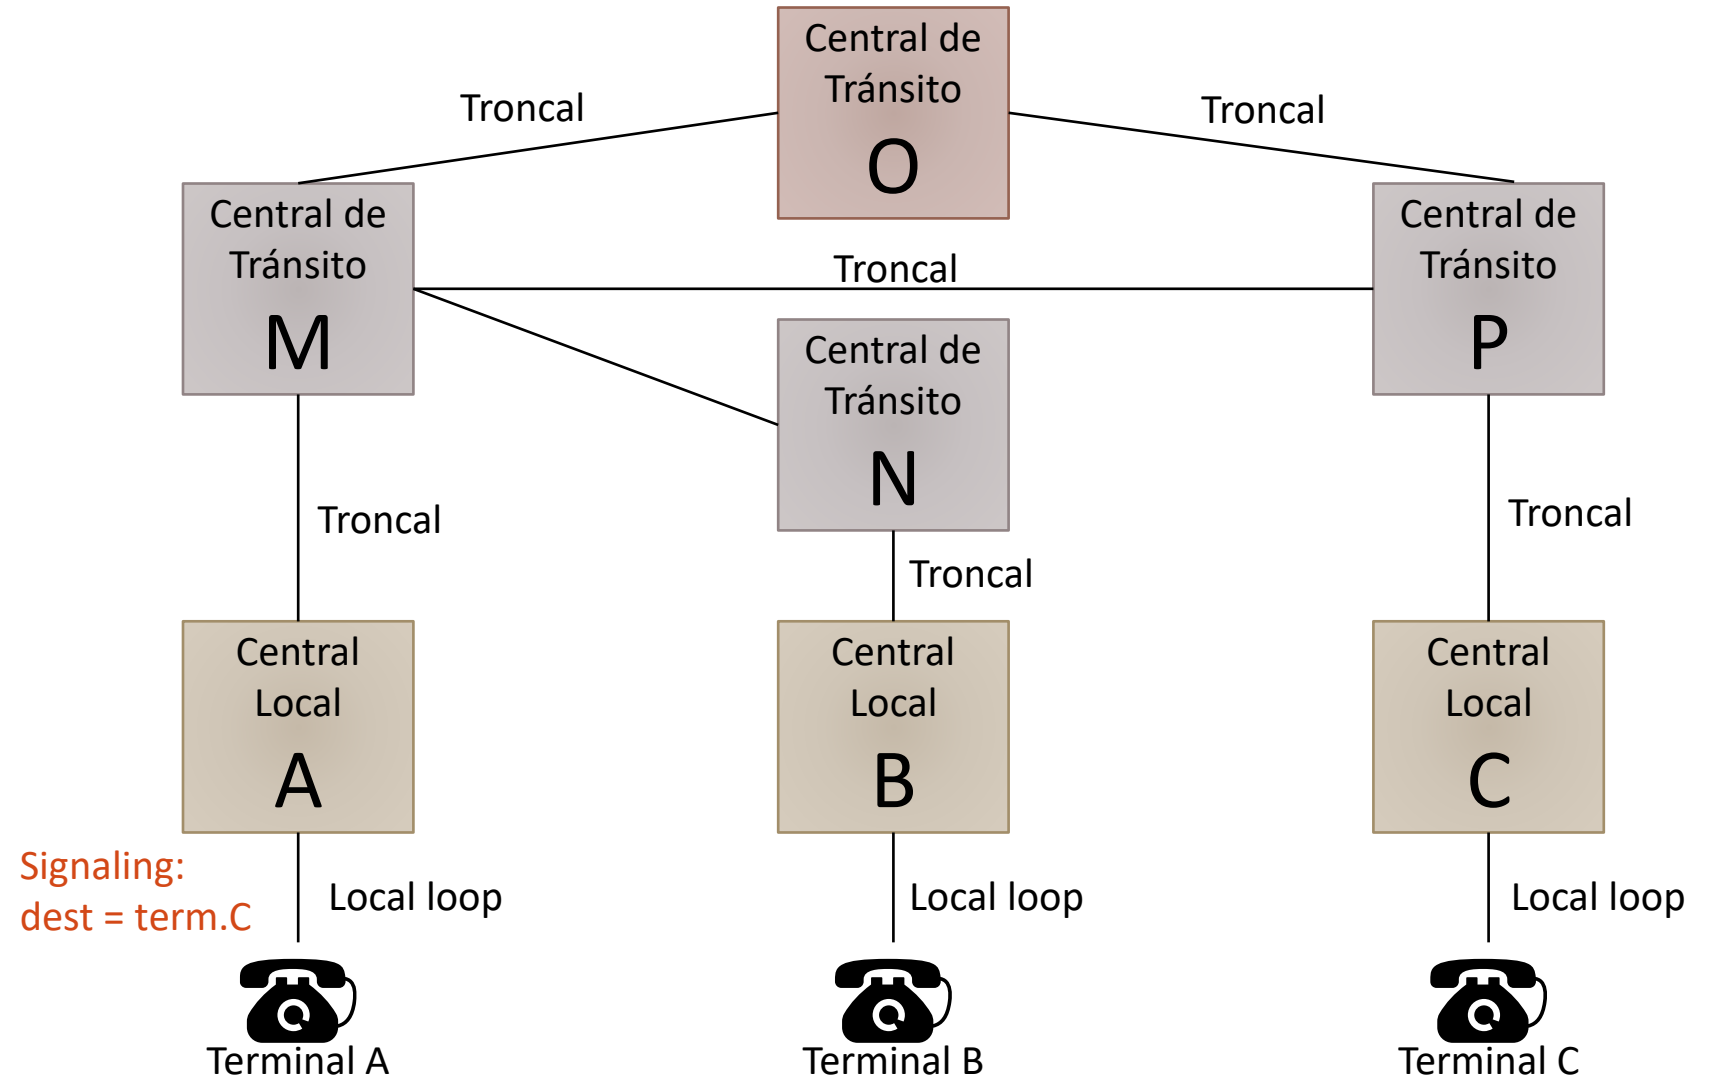 Central de
Tránsito
O
Troncal
Troncal
Central de
Tránsito
M
Central de
Tránsito
P
Troncal
Central de
Tránsito
N
Troncal
Troncal
Troncal
Central
Local
A
Central
Local
B
Central
Local
C
Signaling:
dest = term.C
Local loop
Local loop
Local loop
Terminal A
Terminal B
Terminal C